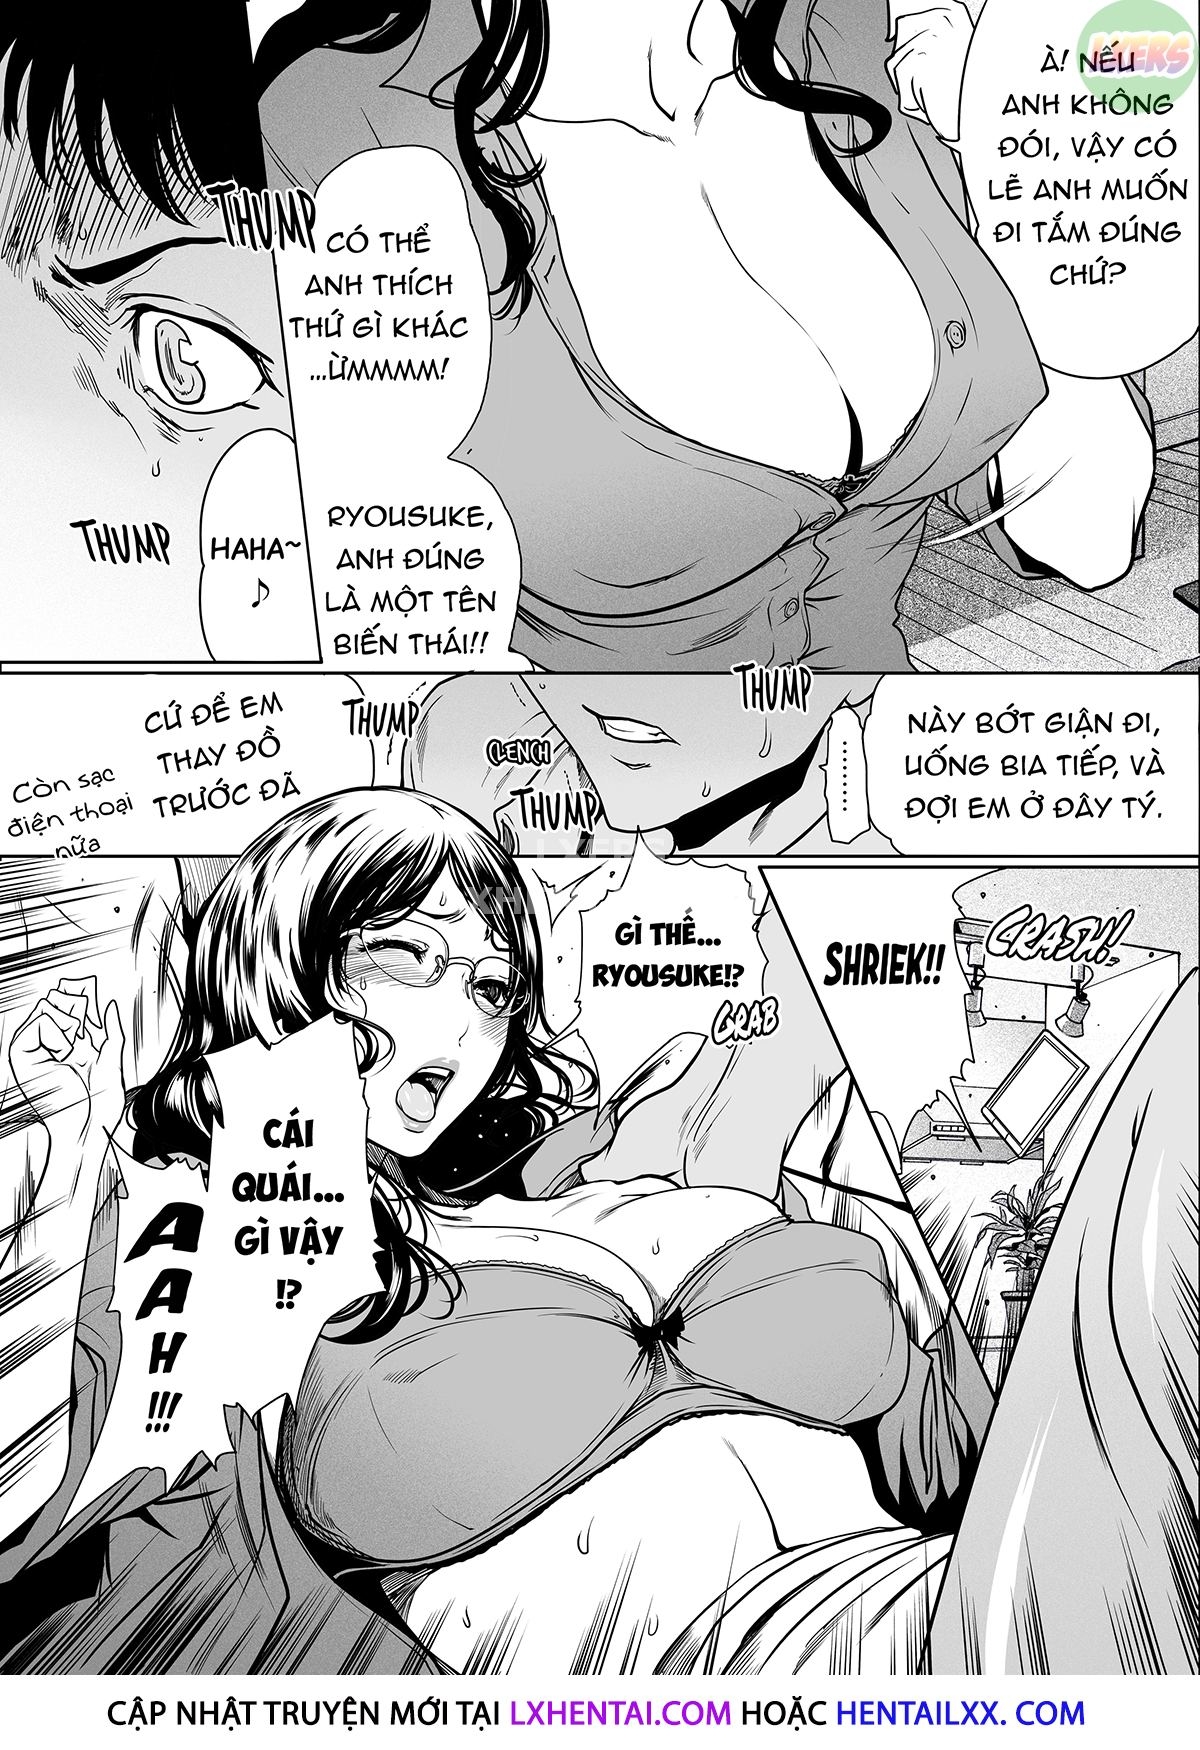 LXERS
À! NẾU
ANH KHÔNG
ĐÓI, VẬY CÓ
LẼ ANH MUỐN
ĐI TẮM ĐÚNG
CHỨ?
THUMP
CÓ THỂ
ANH THÍCH
THỨ GÌ KHÁC
...ỪMMMM!
RYOUSUKE,
ANH ĐÚNG
LÀ MỘT TÊN
BIẾN THÁI!!
HAHA~
♪
THUMP
NÀY BỚT GIẬN ĐI,
UỐNG BIA TIẾP, VÀ
ĐỢI EM Ở ĐÂY TÝ.
........
THUMP
CLENCH
THUMP
THUMP
CỨ ĐỂ EM
THAY ĐỒ
TRƯỚC ĐÃ
Còn sạc
điện thoại
nữa
LXERS
CRASH!
SHRIEK!!
GÌ THẾ...
RYOUSUKE!?
GRAB
CÁI
QUÁI...
GÌ VẬY
!?
AAH!!!
CẬP NHẬT TRUYỆN MỚI TẠI LXHENTAI.COM HOẶC HENTAILXX. COM